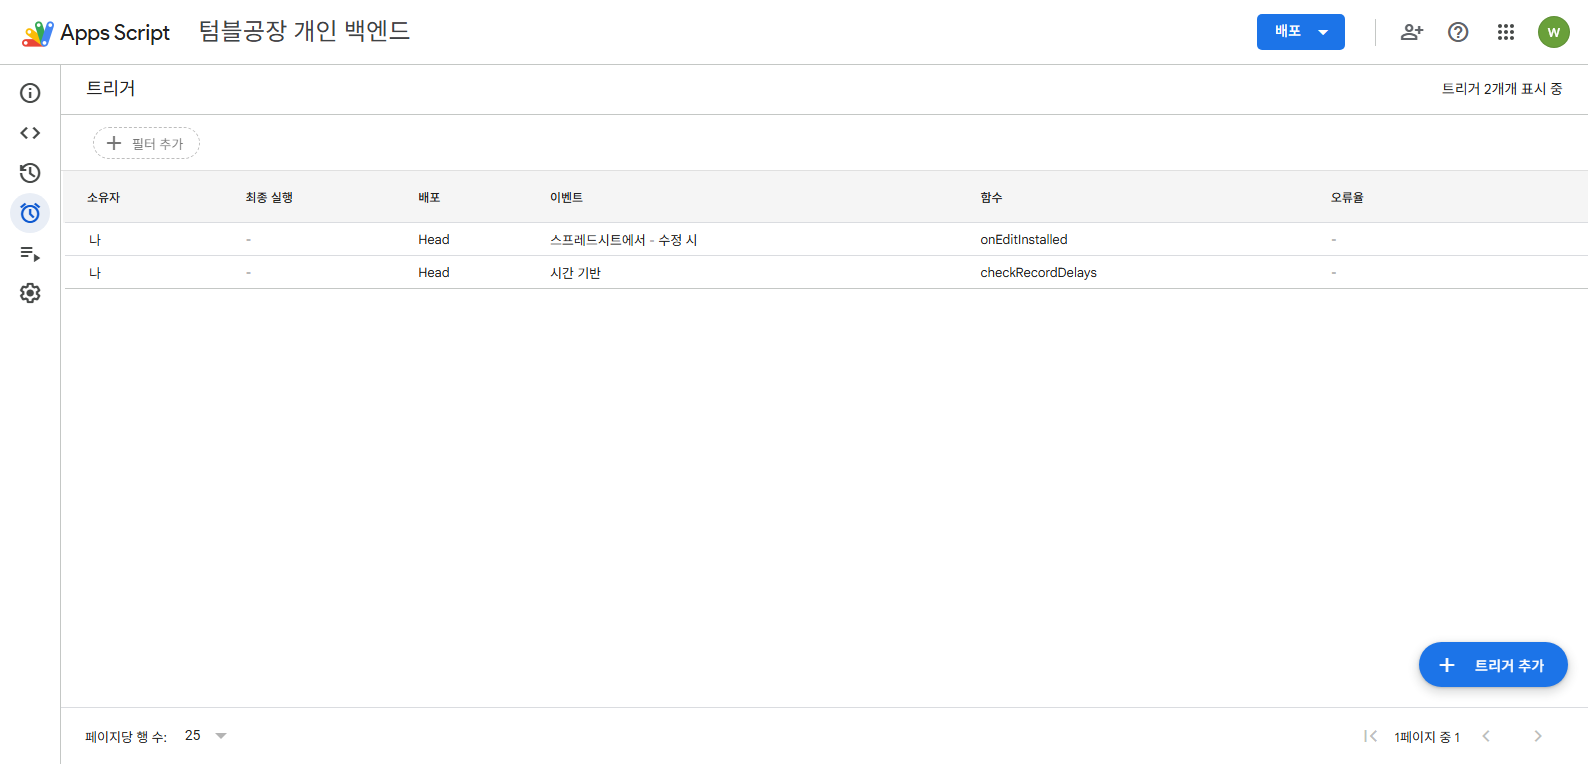 Apps Script 텀블공장 개인 백엔드 배포 W
트리거 트리거 2개개 표시 중
필터 추가
소유자 최종 실행 배포 이벤트 함수 오류율
나 - Head 스프레드시트에서 - 수정 시 onEditInstalled -
나 - Head 시간 기반 checkRecordDelays -
트리거 추가
페이지당 행 수: 25 1페이지 중 1